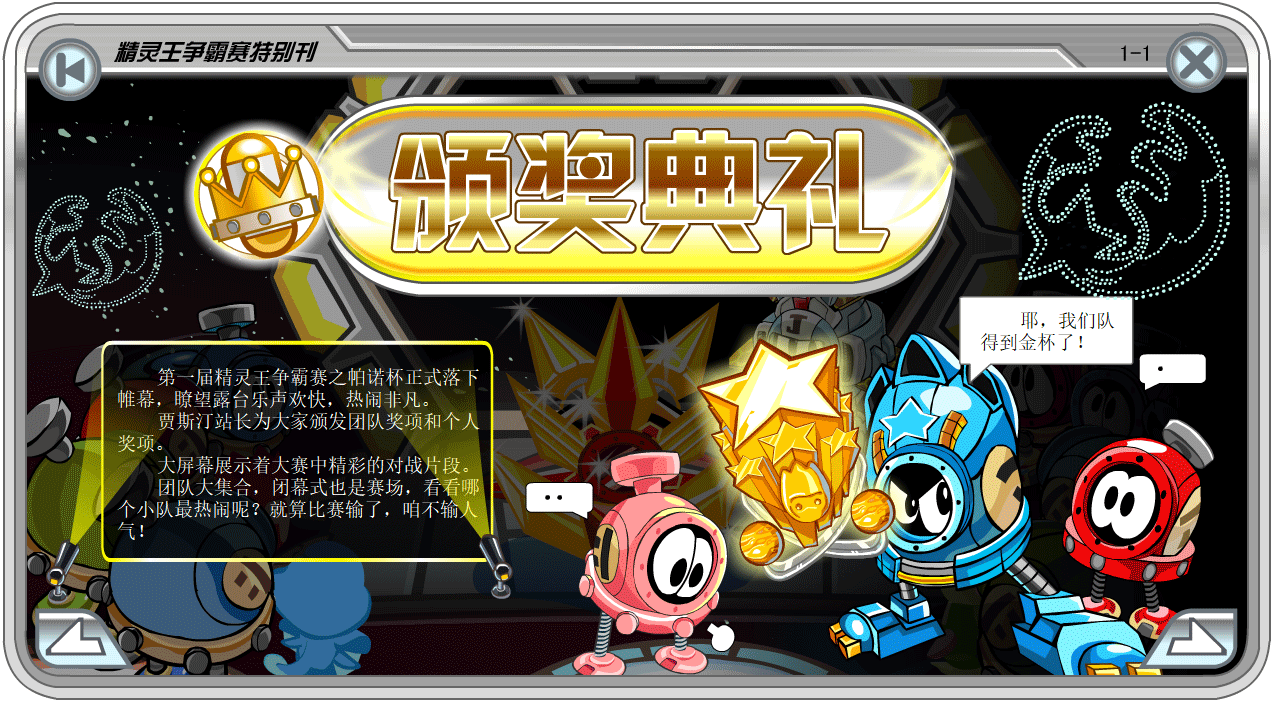 精灵王争霸赛特别刊
1-1
颁奖典礼
耶，我们队
得到金杯了！
第一届精灵王争霸赛之帕诺杯正式落下
帷幕，瞭望露台乐声欢快，热闹非凡。
贾斯汀站长为大家颁发团队奖项和个人
奖项。
大屏幕展示着大赛中精彩的对战片段。
团队大集合，闭幕式也是赛场，看看哪
个小队最热闹呢？就算比赛输了，咱不输人
气！
J